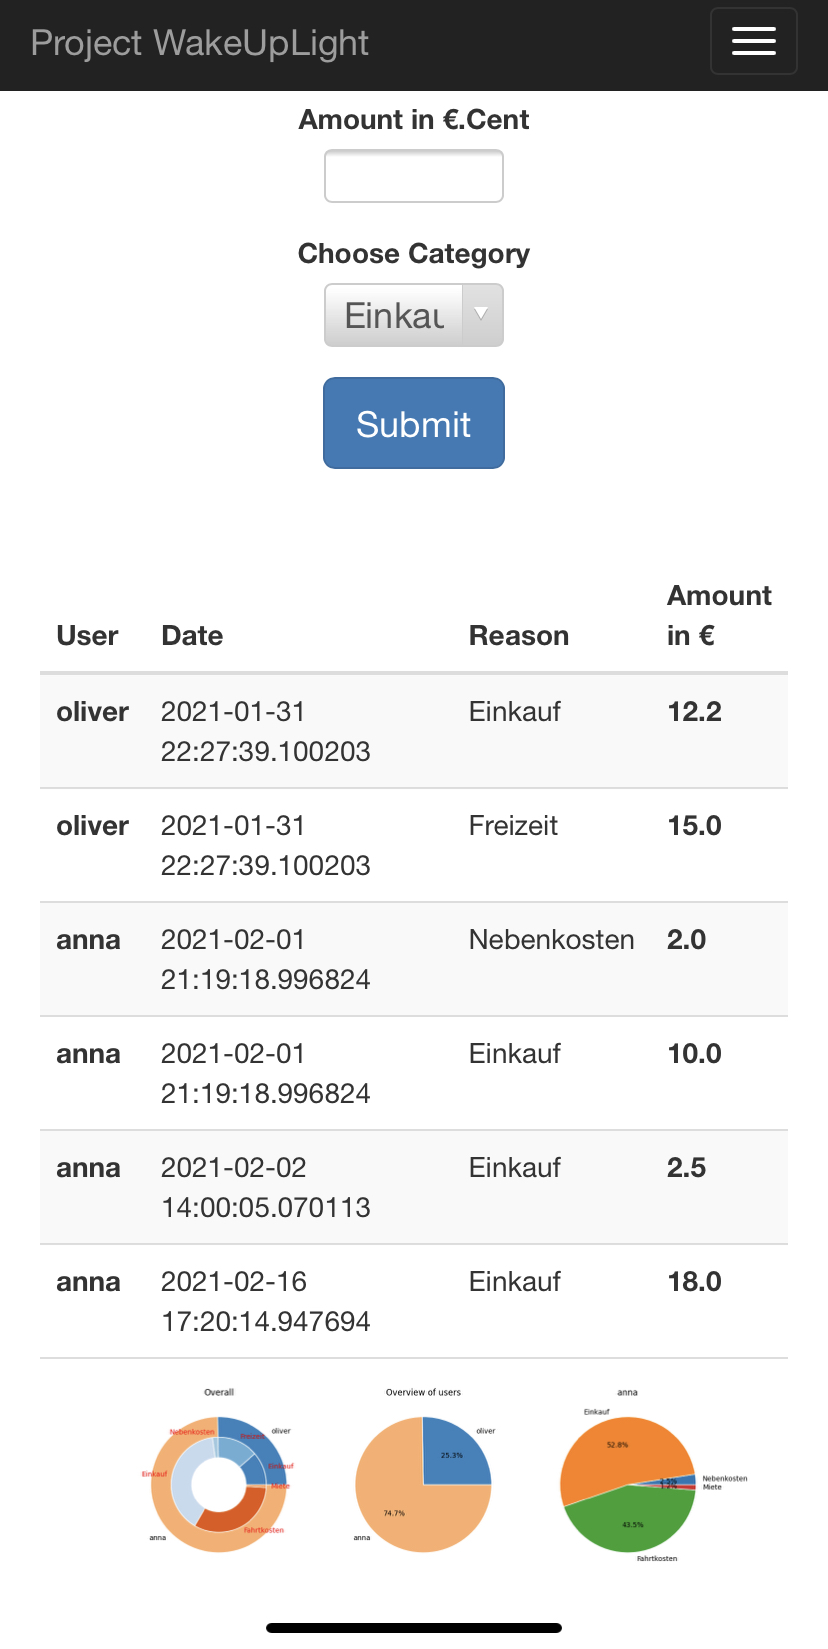 Project WakeUpLight
Amount in €.Cent
Choose Category
Einkau
Submit
User Date Reason Amount in €
oliver 2021-01-31 22:27:39.100203 Einkauf 12.2
oliver 2021-01-31 22:27:39.100203 Freizeit 15.0
anna 2021-02-01 21:19:18.996824 Nebenkosten 2.0
anna 2021-02-01 21:19:18.996824 Einkauf 10.0
anna 2021-02-02 14:00:05.070113 Einkauf 2.5
anna 2021-02-16 17:20:14.947694 Einkauf 18.0
Overall
oliver
Nebenkosten
Freizeit
Einkauf
Einkauf
Miete
Fahrtkosten
anna
Overview of users
oliver
25.3%
74.7%
anna
anna
Einkauf
52.8%
Nebenkosten
Miete
43.5%
Fahrtkosten